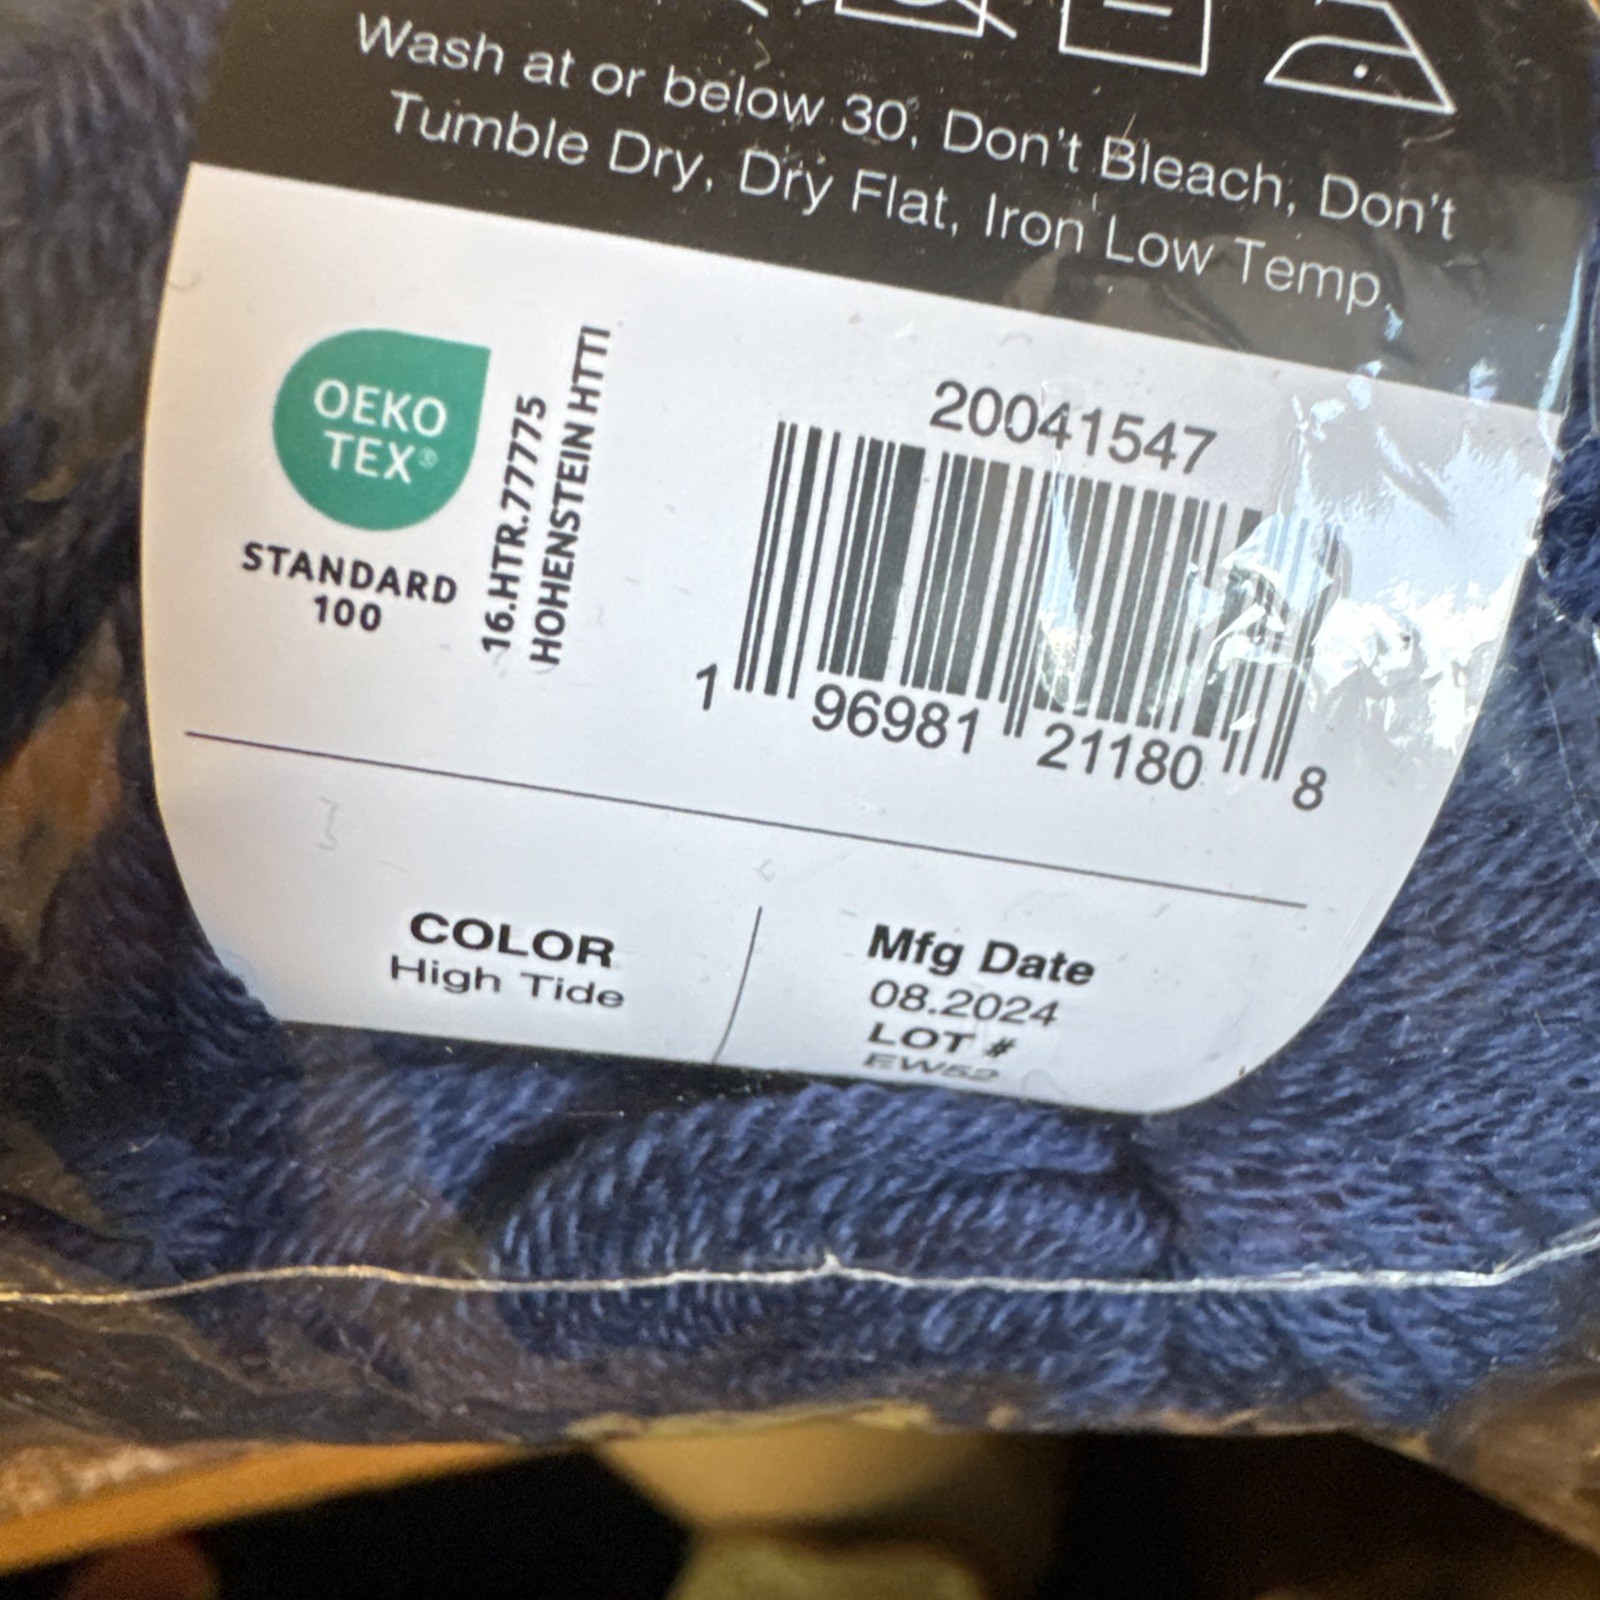 Wash at or below 30, Don't Bleach, Don't
Tumble Dry, Dry Flat, Iron Low Temp.
OEKO
TEX®
STANDARD
100
16.HTR.77775
HOHENSTEIN HTTI
20041547
1 96981 21180 8
COLOR
High Tide
Mfg Date
08.2024
LOT #
EW52